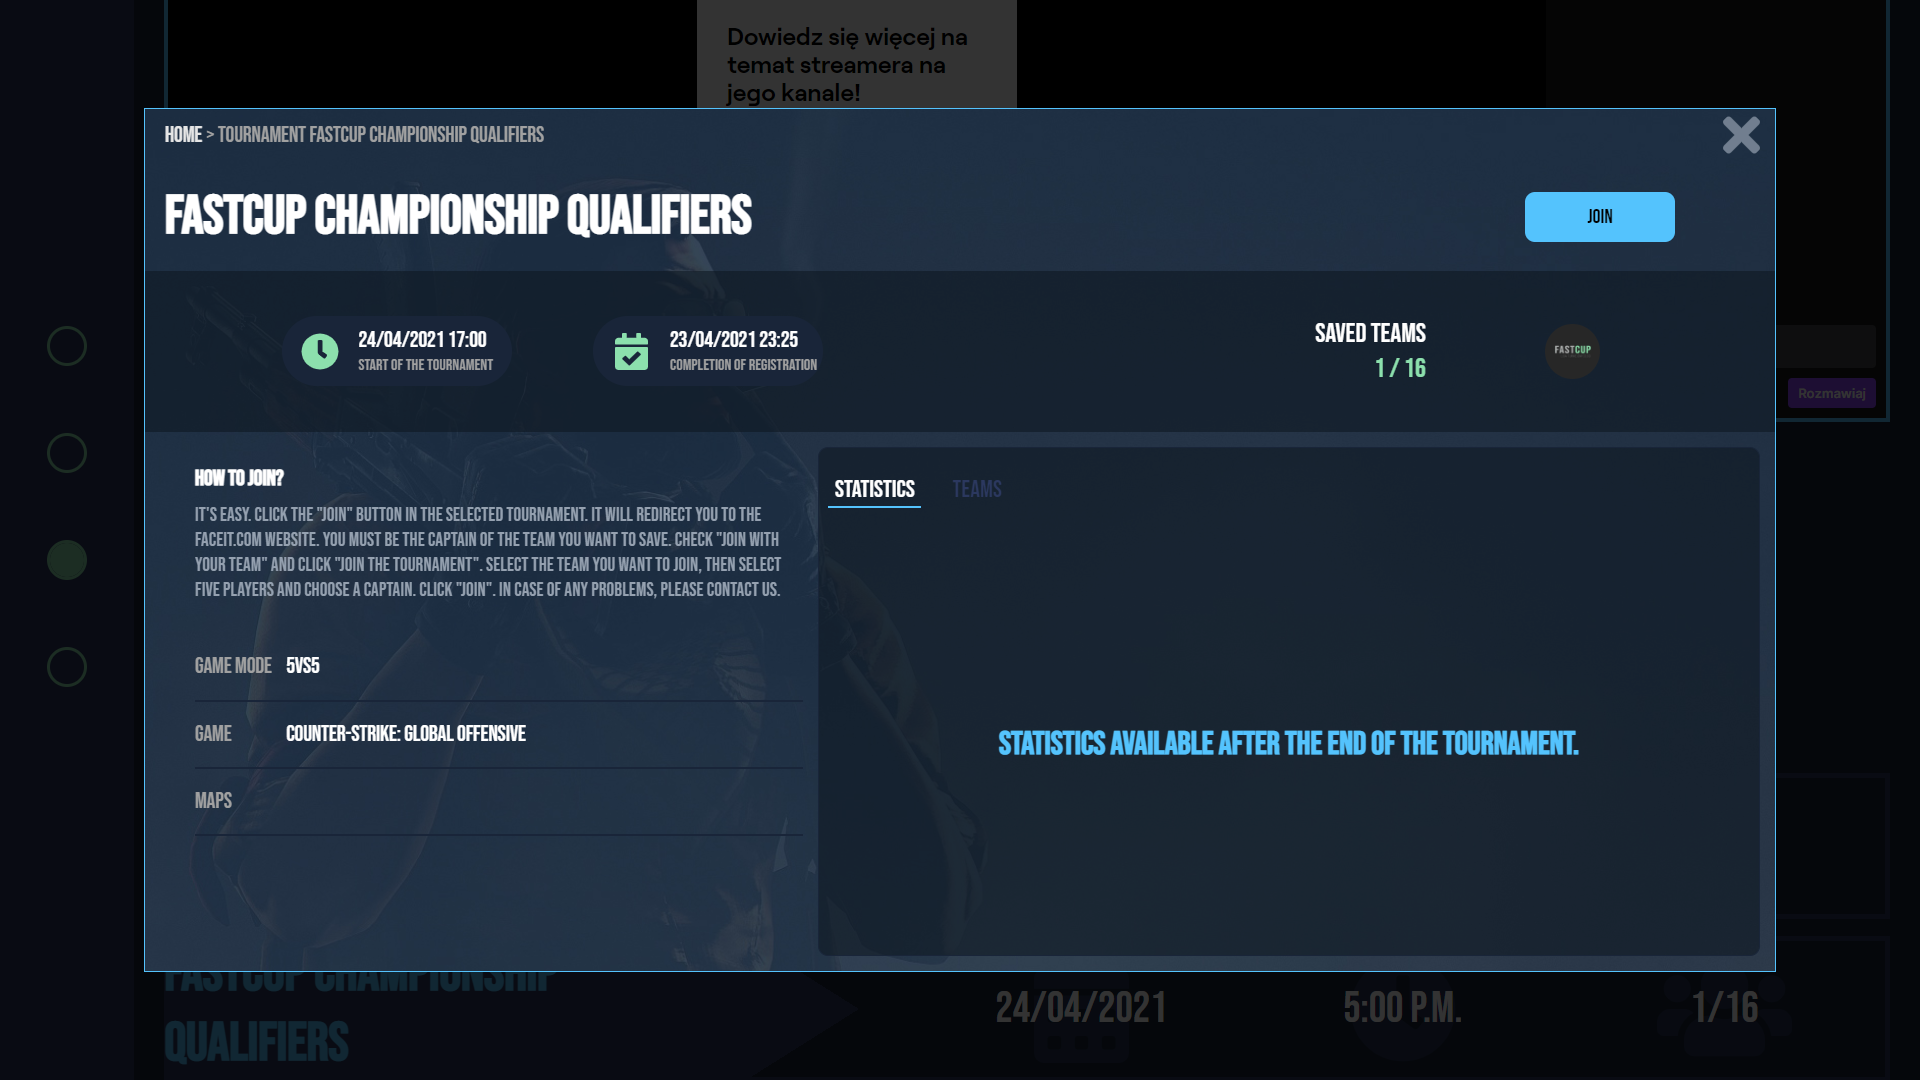 Dowiedz się więcej na
temat streamera na
jego kanale!
HOME > TOURNAMENT FASTCUP CHAMPIONSHIP QUALIFIERS
FASTCUP CHAMPIONSHIP QUALIFIERS
JOIN
24/04/2021 17:00
START OF THE TOURNAMENT
23/04/2021 23:25
COMPLETION OF REGISTRATION
SAVED TEAMS
1 / 16
FASTCUP
Rozmawiaj
HOW TO JOIN?
IT'S EASY. CLICK THE "JOIN" BUTTON IN THE SELECTED TOURNAMENT. IT WILL REDIRECT YOU TO THE
FACEIT.COM WEBSITE. YOU MUST BE THE CAPTAIN OF THE TEAM YOU WANT TO SAVE. CHECK "JOIN WITH
YOUR TEAM" AND CLICK "JOIN THE TOURNAMENT". SELECT THE TEAM YOU WANT TO JOIN, THEN SELECT
FIVE PLAYERS AND CHOOSE A CAPTAIN. CLICK "JOIN". IN CASE OF ANY PROBLEMS, PLEASE CONTACT US.
GAME MODE 5VS5
GAME COUNTER-STRIKE: GLOBAL OFFENSIVE
MAPS
STATISTICS TEAMS
STATISTICS AVAILABLE AFTER THE END OF THE TOURNAMENT.
FASTCUP CHAMPIONSHIP
QUALIFIERS
24/04/2021
5:00 P.M.
1/16